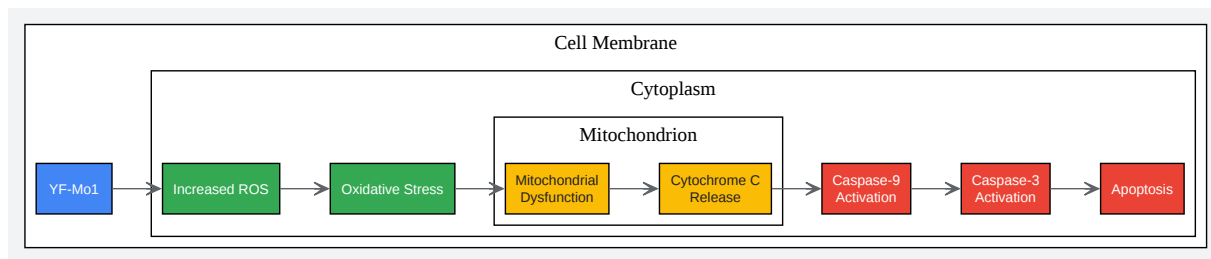 Cell Membrane
Cytoplasm
Mitochondrion
YF-Mo1
Increased ROS
Oxidative Stress
Mitochondrial
Dysfunction
Cytochrome C
Release
Caspase-9
Activation
Caspase-3
Activation
Apoptosis